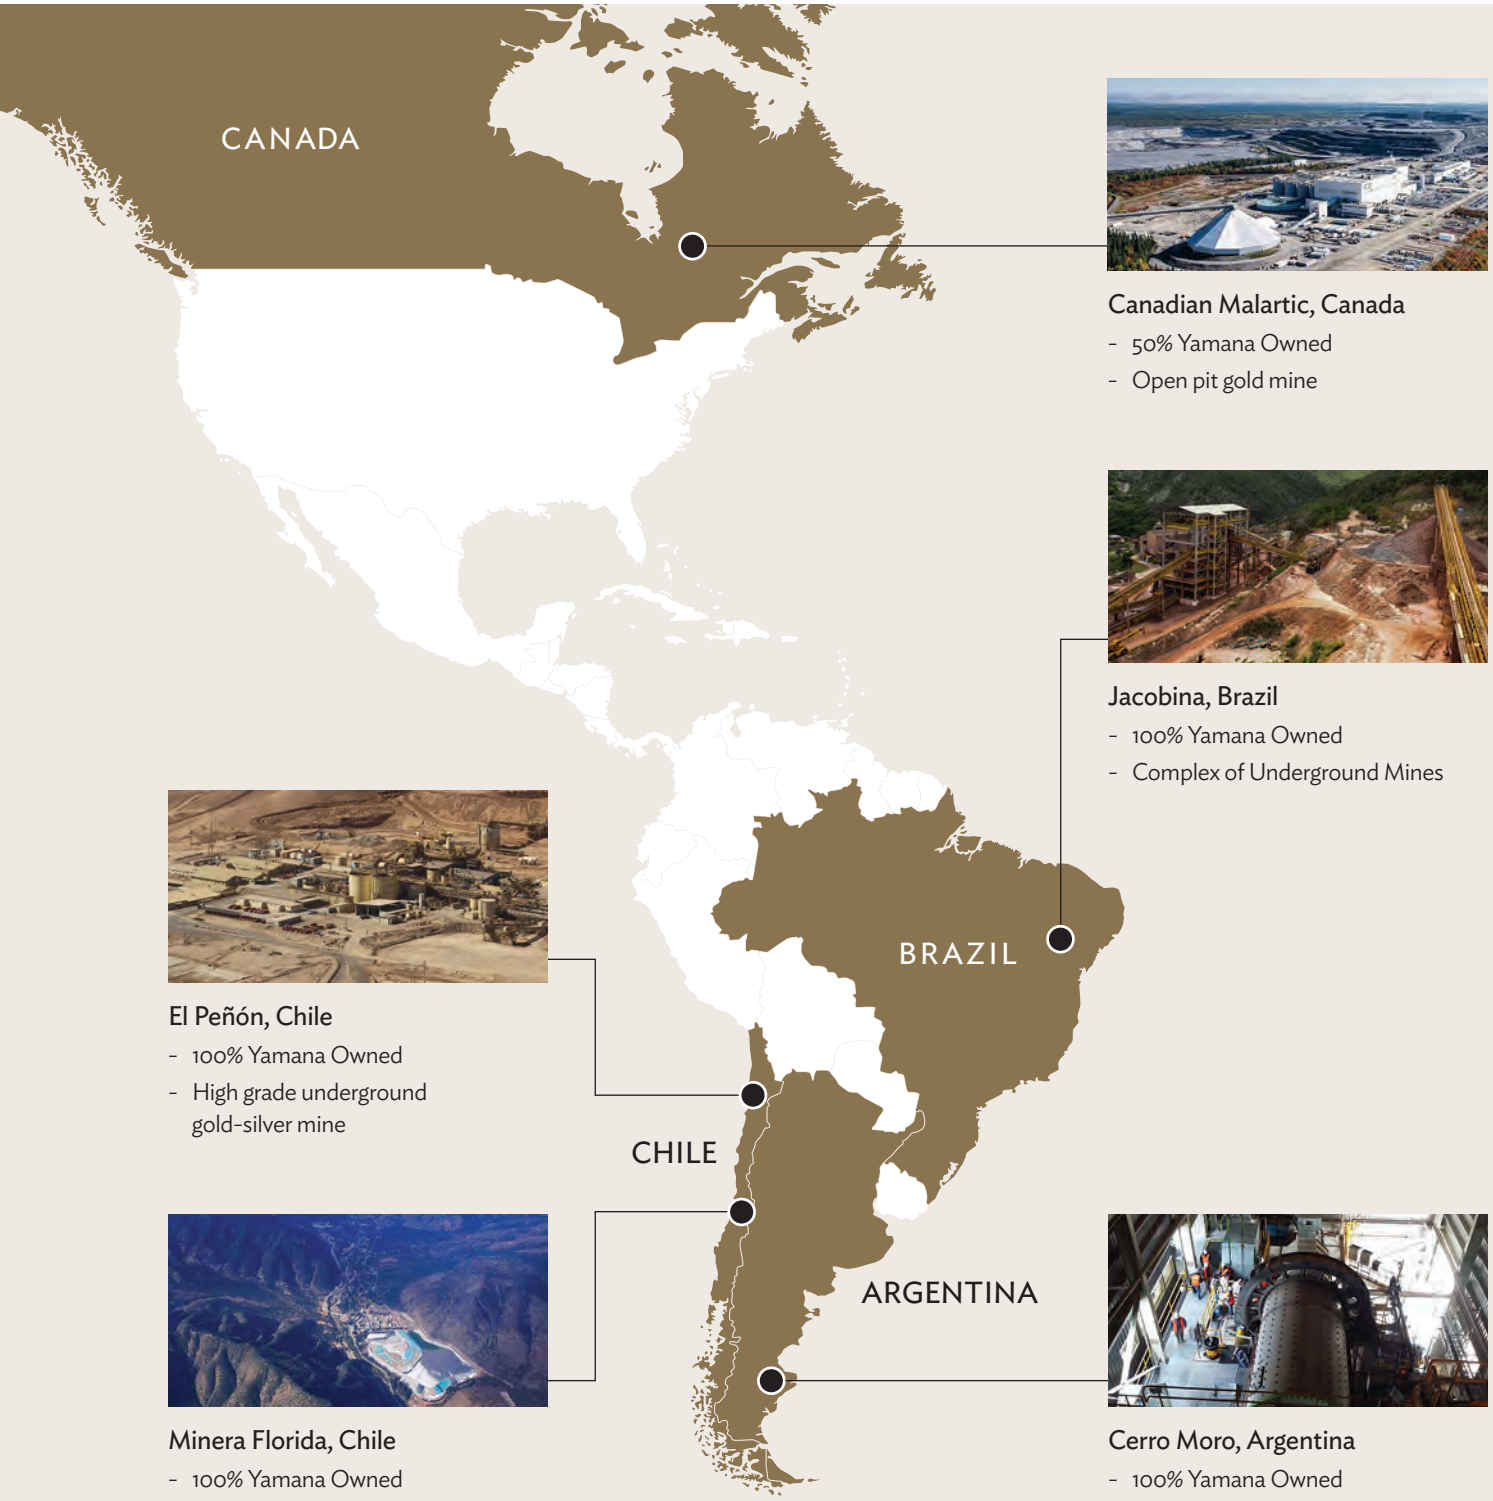 CANADA
Canadian Malartic, Canada
- 50% Yamana Owned
- Open pit gold mine
Jacobina, Brazil
- 100% Yamana Owned
- Complex of Underground Mines
BRAZIL
El Peñón, Chile
- 100% Yamana Owned
- High grade underground
gold-silver mine
CHILE
ARGENTINA
Minera Florida, Chile
- 100% Yamana Owned
Cerro Moro, Argentina
- 100% Yamana Owned